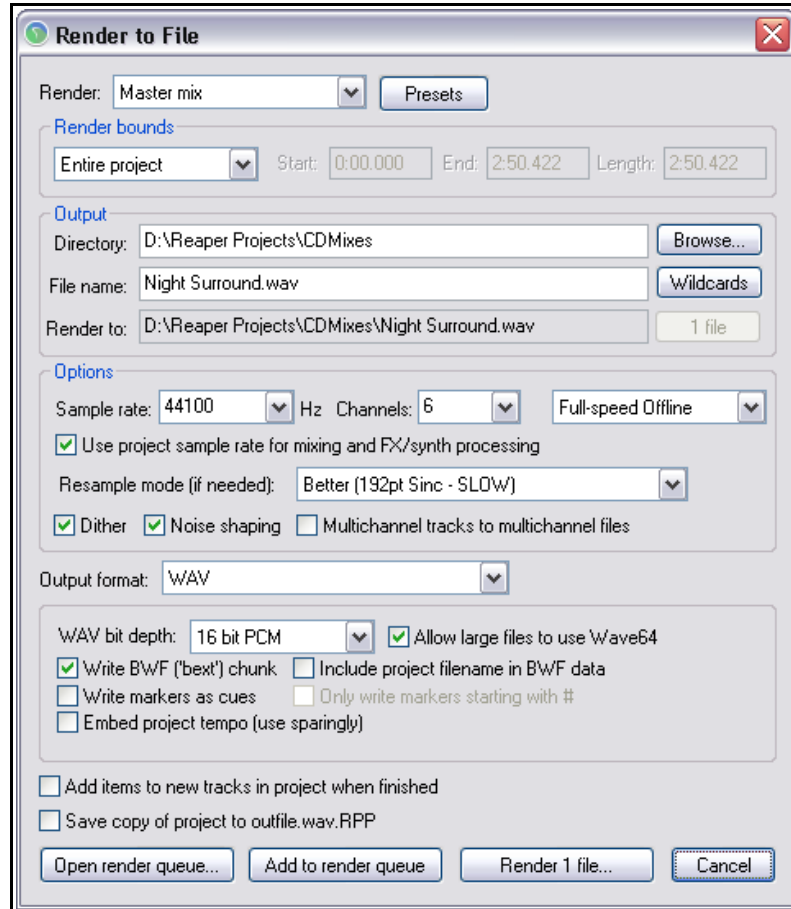 Render to File
Render: Master mix Presets
Render bounds
Entire project Start: 0:00.000 End: 2:50.422 Length: 2:50.422
Output
Directory: D:\Reaper Projects\CDMixes Browse...
File name: Night Surround.wav Wildcards
Render to: D:\Reaper Projects\CDMixes\Night Surround.wav 1 file
Options
Sample rate: 44100 Hz Channels: 6 Full-speed Offline
Use project sample rate for mixing and FX/synth processing
Resample mode (if needed): Better (192pt Sinc - SLOW)
Dither Noise shaping Multichannel tracks to multichannel files
Output format: WAV
WAV bit depth: 16 bit PCM Allow large files to use Wave64
Write BWF ('bext') chunk Include project filename in BWF data
Write markers as cues Only write markers starting with #
Embed project tempo (use sparingly)
Add items to new tracks in project when finished
Save copy of project to outfile.wav.RPP
Open render queue... Add to render queue Render 1 file... Cancel